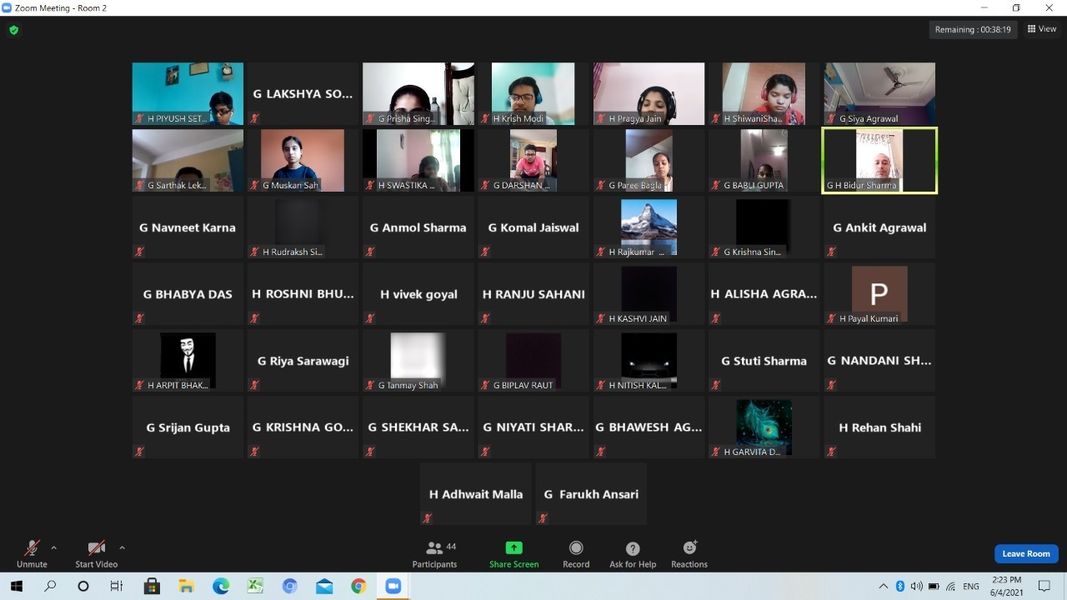 Zoom Meeting - Room 2
Remaining : 00:38:19
View
H PIYUSH SET...
G LAKSHYA SO...
G Prisha Sing...
H Krish Modi
H Pragya Jain
H ShiwaniSha...
G Siya Agrawal
G Sarthak Lek...
G Muskan Sah
H SWASTIKA ...
G DARSHAN ...
G Paree Bagla
G BABLI GUPTA
G H Bidur Sharma
G Navneet Karna
H Rudraksh Si...
G Anmol Sharma
G Komal Jaiswal
H Rajkumar ...
G Krishna Sin...
G Ankit Agrawal
G BHABYA DAS
H ROSHNI BHU...
H vivek goyal
H RANJU SAHANI
H KASHVI JAIN
H ALISHA AGRA...
P
H Payal Kumari
H ARPIT BHAK...
G Riya Sarawagi
G Tanmay Shah
G BIPLAV RAUT
H NITISH KAL...
G Stuti Sharma
G NANDANI SH...
G Srijan Gupta
G KRISHNA GO...
G SHEKHAR SA...
G NIYATI SHAR...
G BHAWESH AG...
H GARVITA D...
H Rehan Shahi
H Adhwait Malla
G Farukh Ansari
Unmute
Start Video
44
Participants
Share Screen
Record
Ask for Help
Reactions
Leave Room
ENG
2:23 PM
6/4/2021